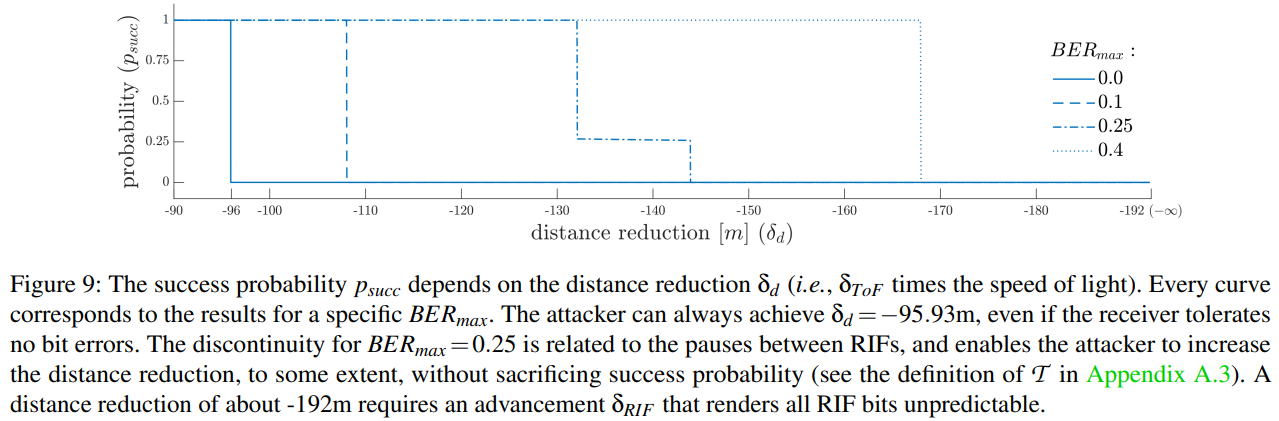 probability (p_succ)
1
0.75
0.5
0.25
0
-90
-96
-100
-110
-120
-130
-140
-150
-160
-170
-180
-192 (−∞)
distance reduction [m] (δ_d)
BER_max :
0.0
0.1
0.25
0.4
Figure 9: The success probability p_succ depends on the distance reduction δ_d (i.e., δ_ToF times the speed of light). Every curve
corresponds to the results for a specific BER_max. The attacker can always achieve δ_d = −95.93m, even if the receiver tolerates
no bit errors. The discontinuity for BER_max = 0.25 is related to the pauses between RIFs, and enables the attacker to increase
the distance reduction, to some extent, without sacrificing success probability (see the definition of 𝒯 in Appendix A.3). A
distance reduction of about -192m requires an advancement δ_RIF that renders all RIF bits unpredictable.